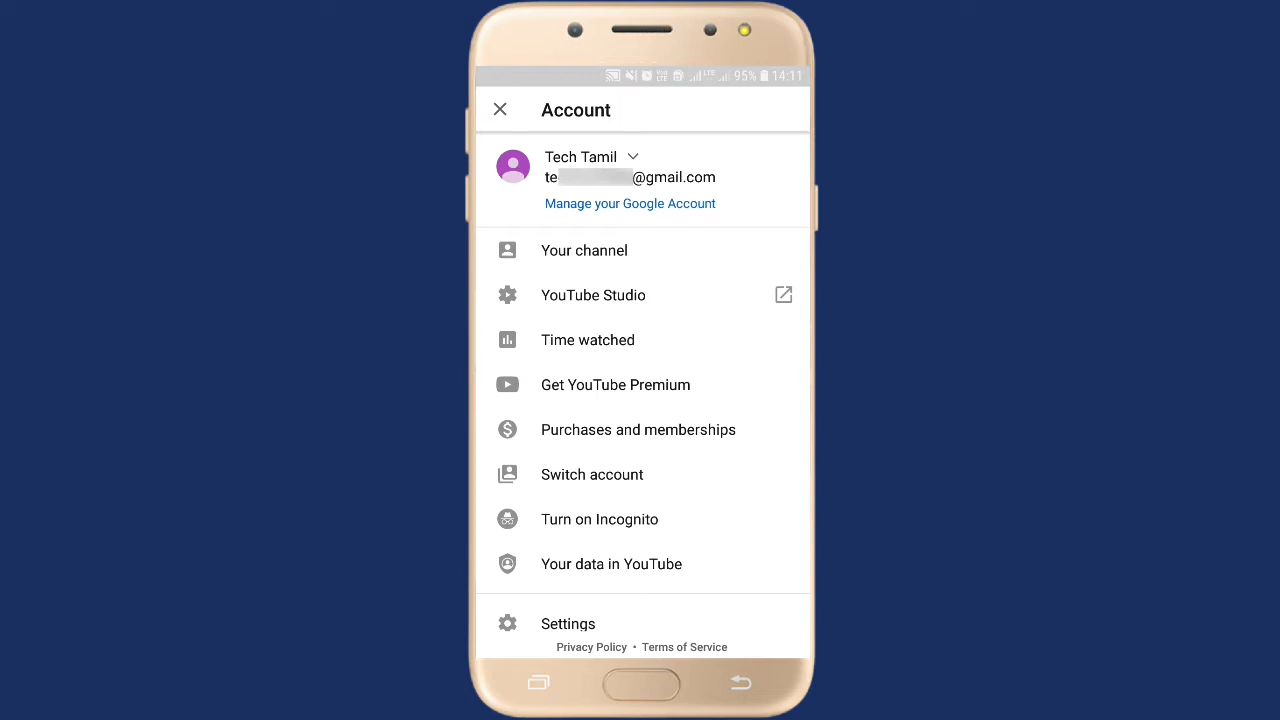 LTE 95% 14:11
Account
Tech Tamil
te @gmail.com
Manage your Google Account
Your channel
YouTube Studio
Time watched
Get YouTube Premium
Purchases and memberships
Switch account
Turn on Incognito
Your data in YouTube
Settings
Privacy Policy • Terms of Service